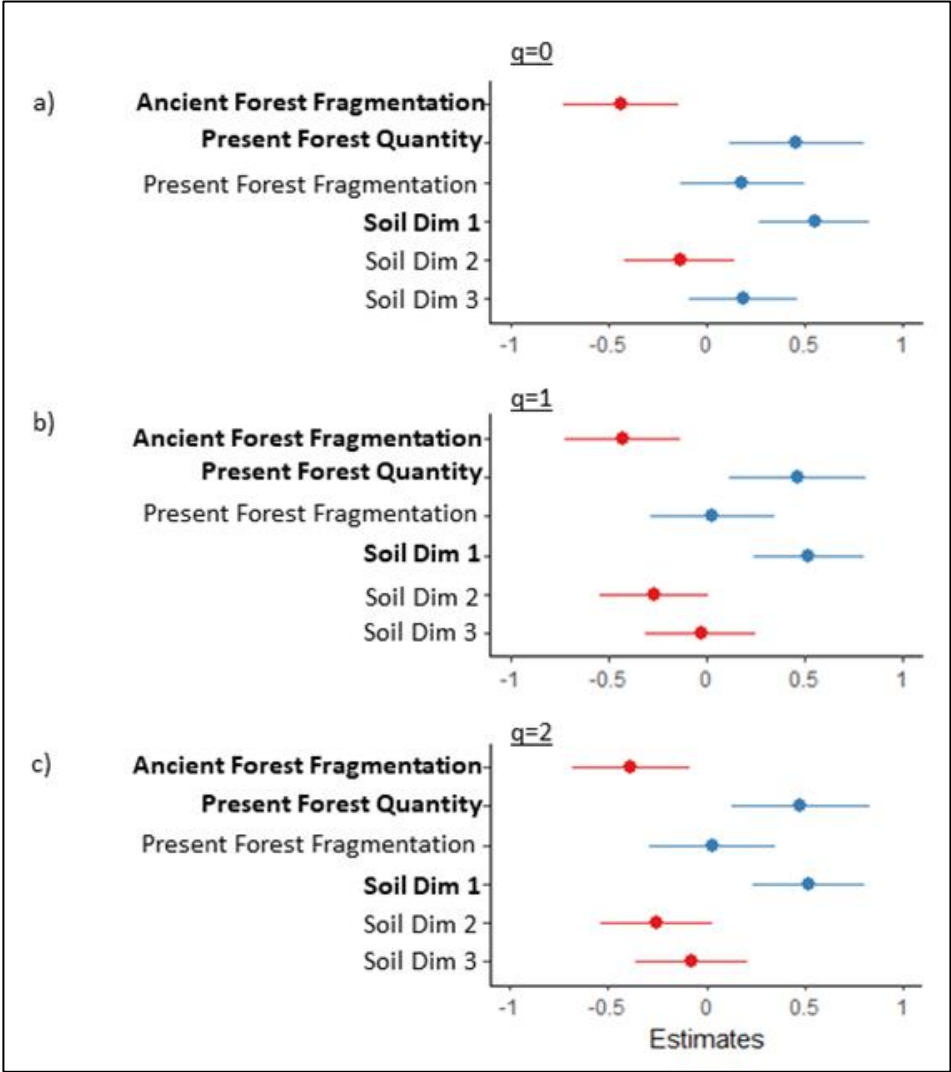 q=0
a)
Ancient Forest Fragmentation
Present Forest Quantity
Present Forest Fragmentation
Soil Dim 1
Soil Dim 2
Soil Dim 3
-1 -0.5 0 0.5 1
q=1
b)
Ancient Forest Fragmentation
Present Forest Quantity
Present Forest Fragmentation
Soil Dim 1
Soil Dim 2
Soil Dim 3
-1 -0.5 0 0.5 1
q=2
c)
Ancient Forest Fragmentation
Present Forest Quantity
Present Forest Fragmentation
Soil Dim 1
Soil Dim 2
Soil Dim 3
-1 -0.5 0 0.5 1
Estimates